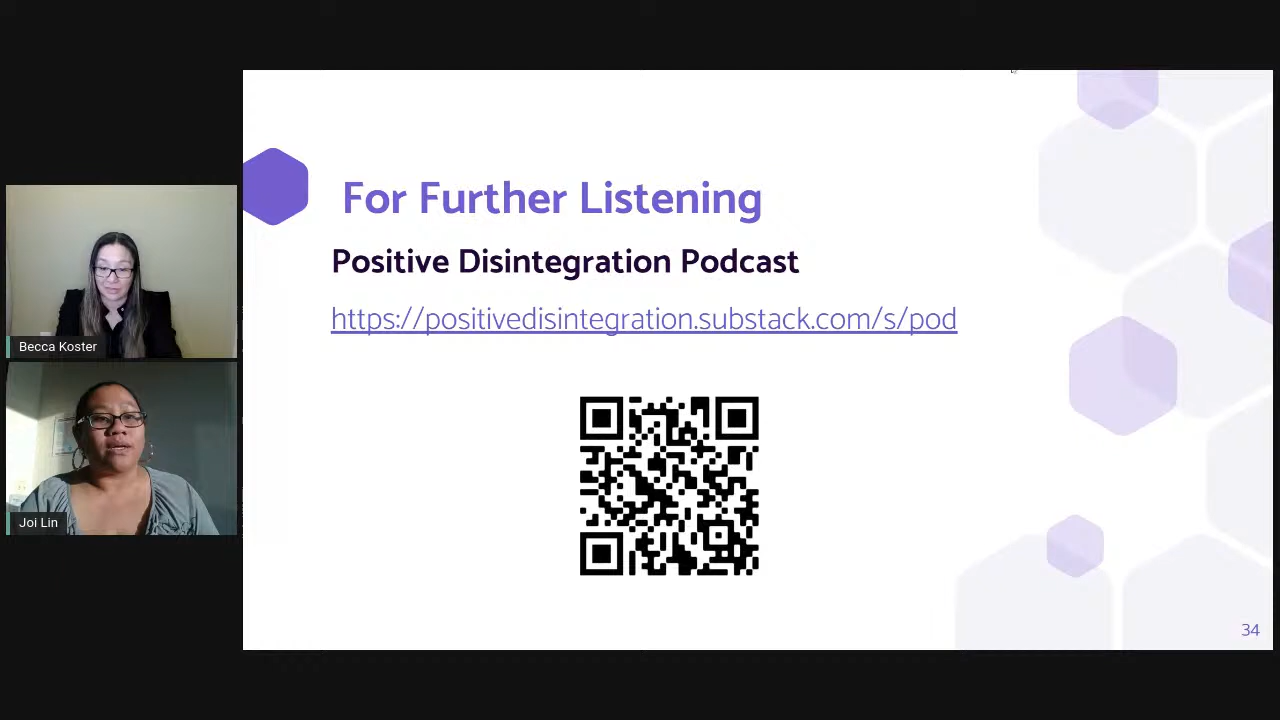 For Further Listening
Positive Disintegration Podcast
https://positivedisintegration.substack.com/s/pod
Becca Koster
Joi Lin
34